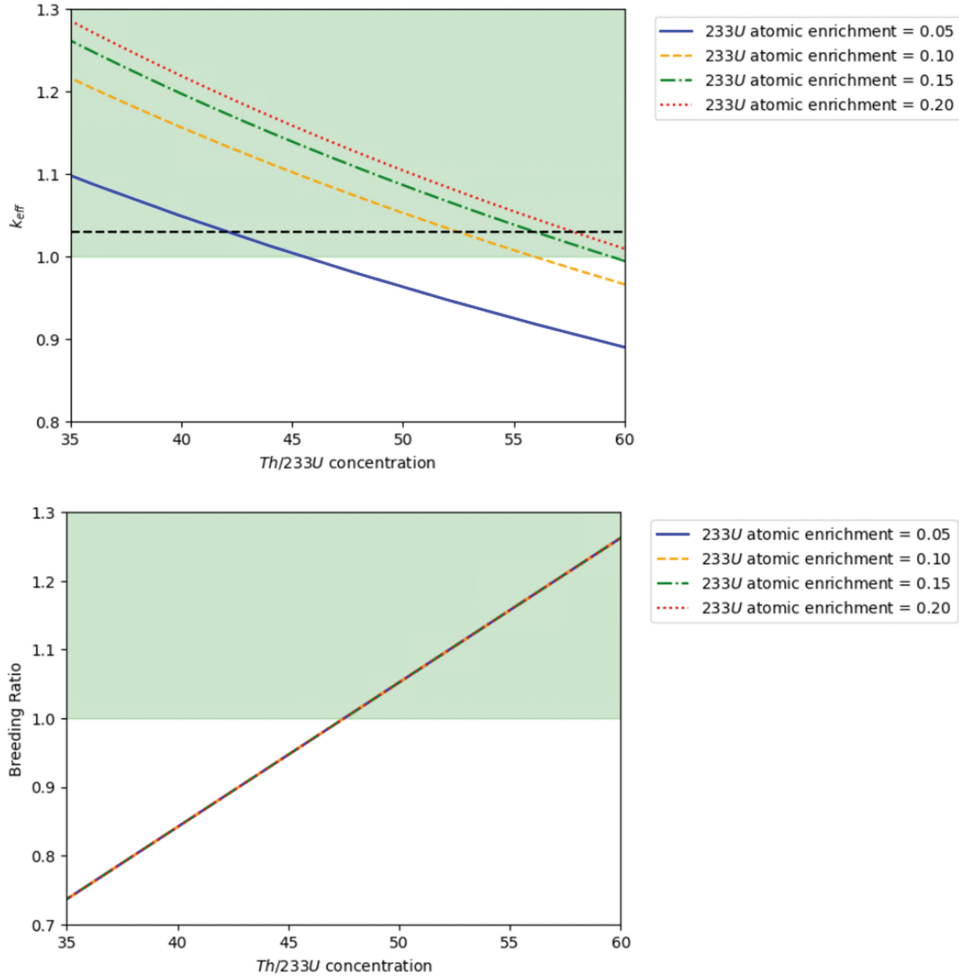 1.3
1.2
1.1
1.0
0.9
0.8
k_eff
35
40
45
50
55
60
Th/233U concentration
233U atomic enrichment = 0.05
233U atomic enrichment = 0.10
233U atomic enrichment = 0.15
233U atomic enrichment = 0.20
1.3
1.2
1.1
1.0
0.9
0.8
0.7
Breeding Ratio
35
40
45
50
55
60
Th/233U concentration
233U atomic enrichment = 0.05
233U atomic enrichment = 0.10
233U atomic enrichment = 0.15
233U atomic enrichment = 0.20